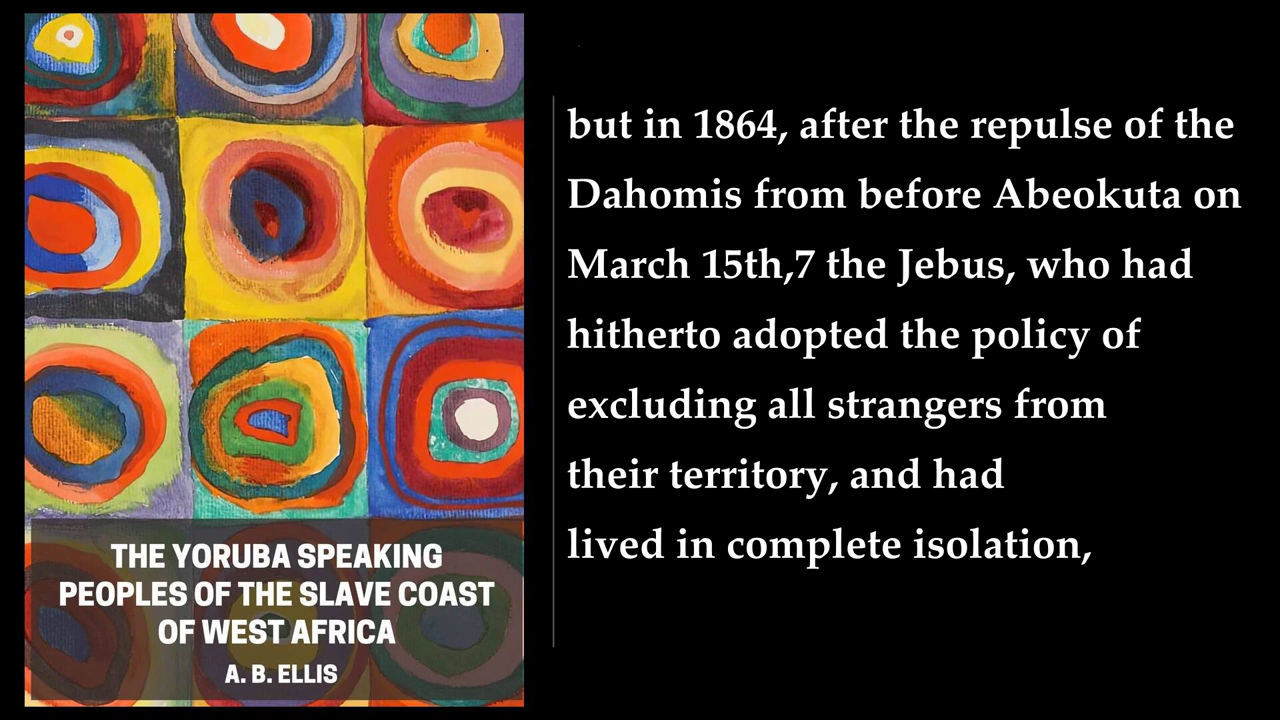 THE YORUBA SPEAKING
PEOPLES OF THE SLAVE COAST
OF WEST AFRICA
A. B. ELLIS
but in 1864, after the repulse of the
Dahomis from before Abeokuta on
March 15th,7 the Jebus, who had
hitherto adopted the policy of
excluding all strangers from
their territory, and had
lived in complete isolation,